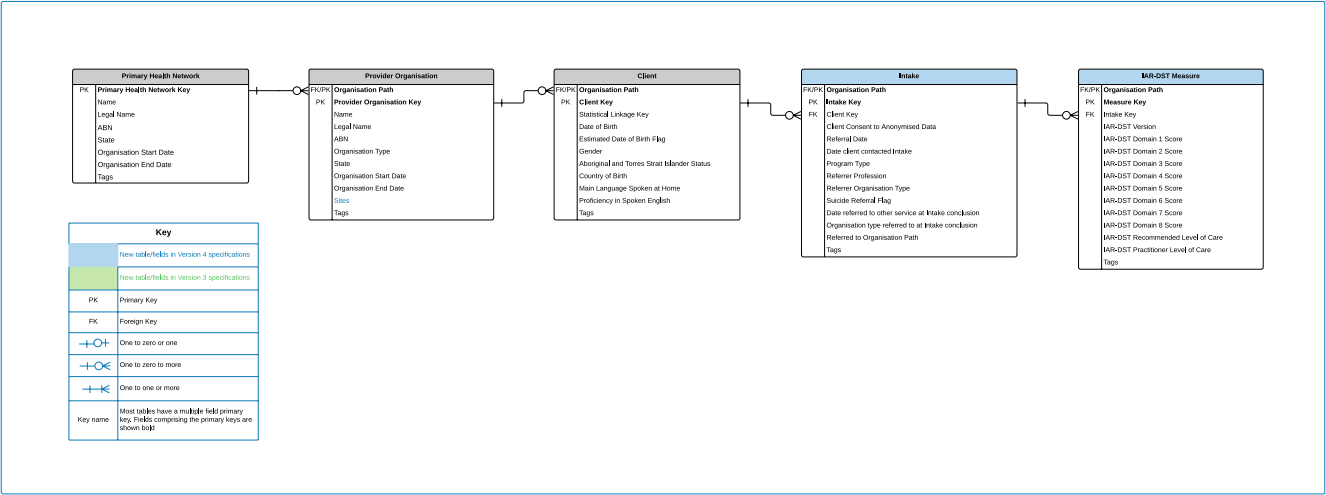 Primary Health Network
PK Primary Health Network Key
Name
Legal Name
ABN
State
Organisation Start Date
Organisation End Date
Tags
Provider Organisation
FK/PK Organisation Path
PK Provider Organisation Key
Name
Legal Name
ABN
Organisation Type
State
Organisation Start Date
Organisation End Date
Sites
Tags
Client
FK/PK Organisation Path
PK Client Key
Statistical Linkage Key
Date of Birth
Estimated Date of Birth Flag
Gender
Aboriginal and Torres Strait Islander Status
Country of Birth
Main Language Spoken at Home
Proficiency in Spoken English
Tags
Intake
FK/PK Organisation Path
PK Intake Key
FK Client Key
Client Consent to Anonymised Data
Referral Date
Date client contacted Intake
Program Type
Referrer Profession
Referrer Organisation Type
Suicide Referral Flag
Date referred to other service at Intake conclusion
Organisation type referred to at Intake conclusion
Referred to Organisation Path
Tags
IAR-DST Measure
FK/PK Organisation Path
PK Measure Key
FK Intake Key
IAR-DST Version
IAR-DST Domain 1 Score
IAR-DST Domain 2 Score
IAR-DST Domain 3 Score
IAR-DST Domain 4 Score
IAR-DST Domain 5 Score
IAR-DST Domain 6 Score
IAR-DST Domain 7 Score
IAR-DST Domain 8 Score
IAR-DST Recommended Level of Care
IAR-DST Practitioner Level of Care
Tags
Key
New table/fields in Version 4 specifications
New table/fields in Version 3 specifications
PK Primary Key
FK Foreign Key
One to zero or one
One to zero to more
One to one or more
Key name
Most tables have a multiple field primary
key. Fields comprising the primary keys are
shown bold